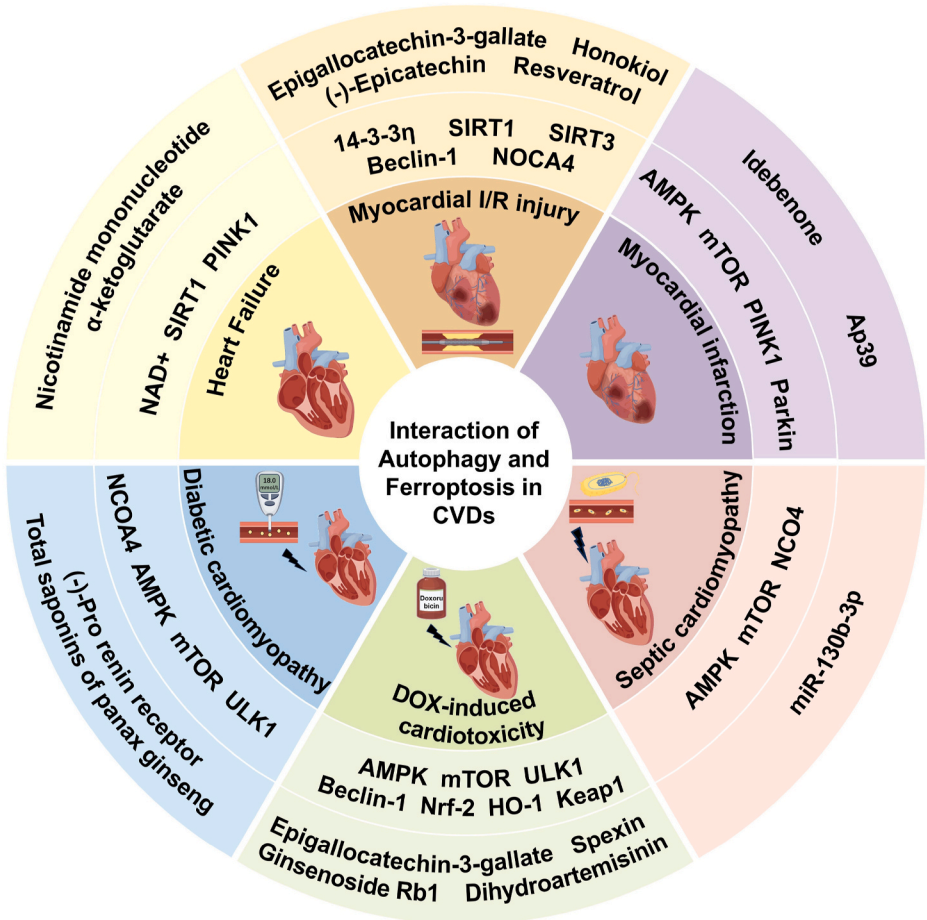 Epigallocatechin-3-gallate Honokiol
(-)-Epicatechin Resveratrol
14-3-3η SIRT1 SIRT3
Beclin-1 NOCA4
Myocardial I/R injury
Idebenone
Ap39
AMPK mTOR PINK1 Parkin
Myocardial infarction
miR-130b-3p
AMPK mTOR NCO4
Septic cardiomyopathy
Doxoru
bicin
DOX-induced
cardiotoxicity
AMPK mTOR ULK1
Beclin-1 Nrf-2 HO-1 Keap1
Epigallocatechin-3-gallate Spexin
Ginsenoside Rb1 Dihydroartemisinin
18.0
mmol/L
Diabetic cardiomyopathy
NCOA4 AMPK mTOR ULK1
(-)-Pro renin receptor
Total saponins of panax ginseng
Nicotinamide mononucleotide
α-ketoglutarate
NAD+ SIRT1 PINK1
Heart Failure
Interaction of
Autophagy and
Ferroptosis in
CVDs